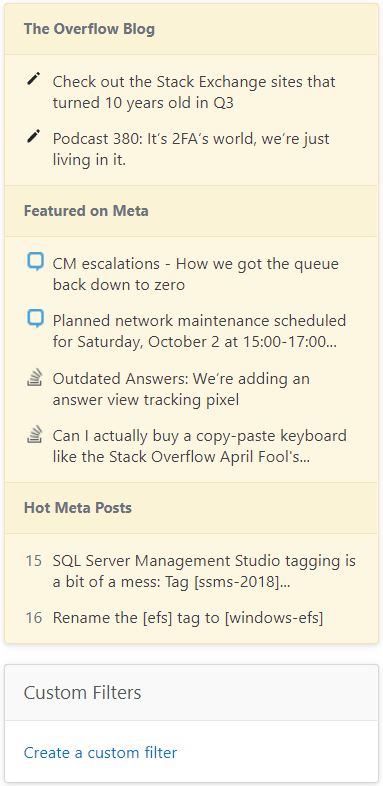 The Overflow Blog
Check out the Stack Exchange sites that
turned 10 years old in Q3
Podcast 380: It’s 2FA’s world, we’re just
living in it.
Featured on Meta
CM escalations - How we got the queue
back down to zero
Planned network maintenance scheduled
for Saturday, October 2 at 15:00-17:00...
Outdated Answers: We’re adding an
answer view tracking pixel
Can I actually buy a copy-paste keyboard
like the Stack Overflow April Fool's...
Hot Meta Posts
15 SQL Server Management Studio tagging is
a bit of a mess: Tag [ssms-2018]...
16 Rename the [efs] tag to [windows-efs]
Custom Filters
Create a custom filter